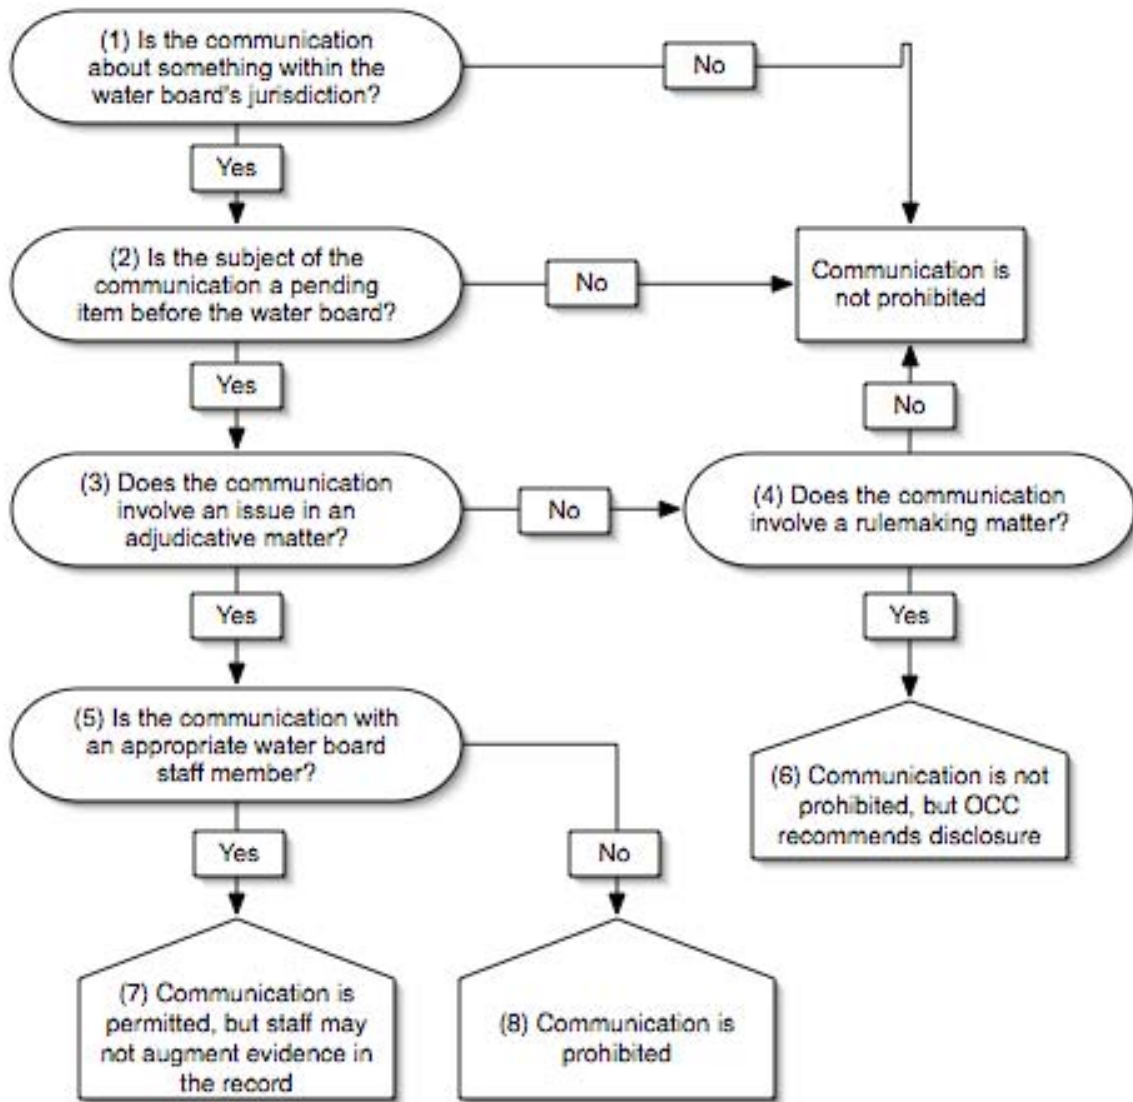 (1) Is the communication
about something within the
water board's jurisdiction?
No
Yes
(2) Is the subject of the
communication a pending
item before the water board?
No
Communication is
not prohibited
Yes
No
(3) Does the communication
involve an issue in an
adjudicative matter?
No
(4) Does the communication
involve a rulemaking matter?
Yes
Yes
(5) Is the communication with
an appropriate water board
staff member?
(6) Communication is not
prohibited, but OCC
recommends disclosure
Yes
No
(7) Communication is
permitted, but staff may
not augment evidence in
the record
(8) Communication is
prohibited